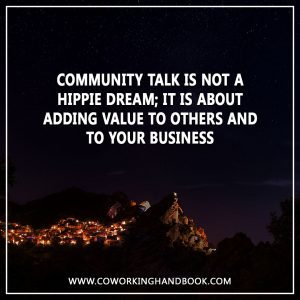 COMMUNITY TALK IS NOT A
HIPPIE DREAM; IT IS ABOUT
ADDING VALUE TO OTHERS AND
TO YOUR BUSINESS
WWW.COWORKINGHANDBOOK.COM